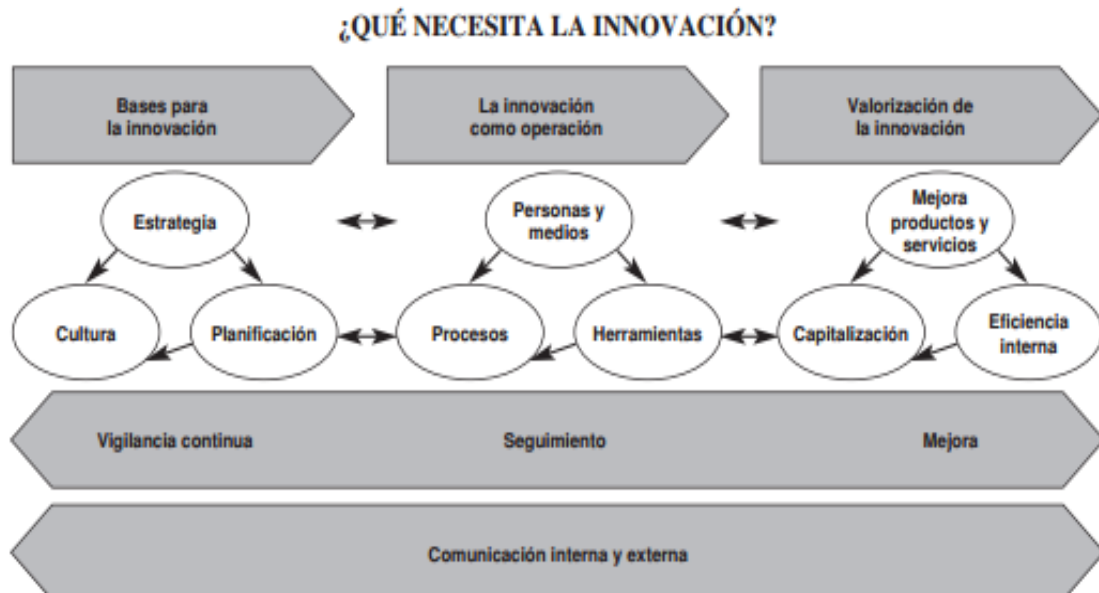 ¿QUÉ NECESITA LA INNOVACIÓN?
Bases para
la innovación
La innovación
como operación
Valorización de
la innovación
Estrategia
Personas y
medios
Mejora
productos y
servicios
Cultura
Planificación
Procesos
Herramientas
Capitalización
Eficiencia
interna
Vigilancia continua
Seguimiento
Mejora
Comunicación interna y externa